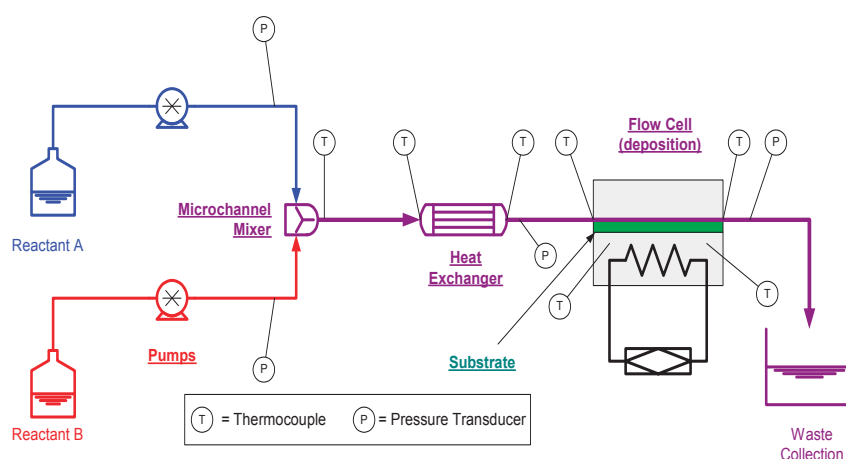 P
Flow Cell
(deposition)
T
T
T
T
T
P
Microchannel
Mixer
Reactant A
Heat
Exchanger
P
T
T
Pumps
P
Substrate
T = Thermocouple P = Pressure Transducer
Reactant B
Waste
Collection